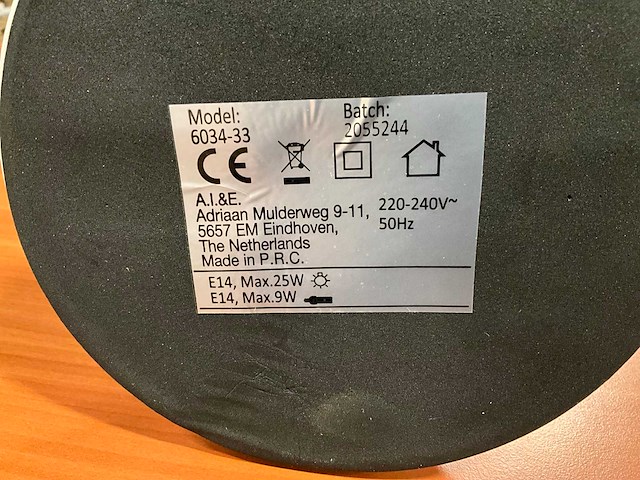 Model: Batch:
6034-33 2055244
CE
A.I.&E.
Adriaan Mulderweg 9-11, 220-240V~
5657 EM Eindhoven, 50Hz
The Netherlands
Made in P.R.C.
E14, Max.25W
E14, Max.9W